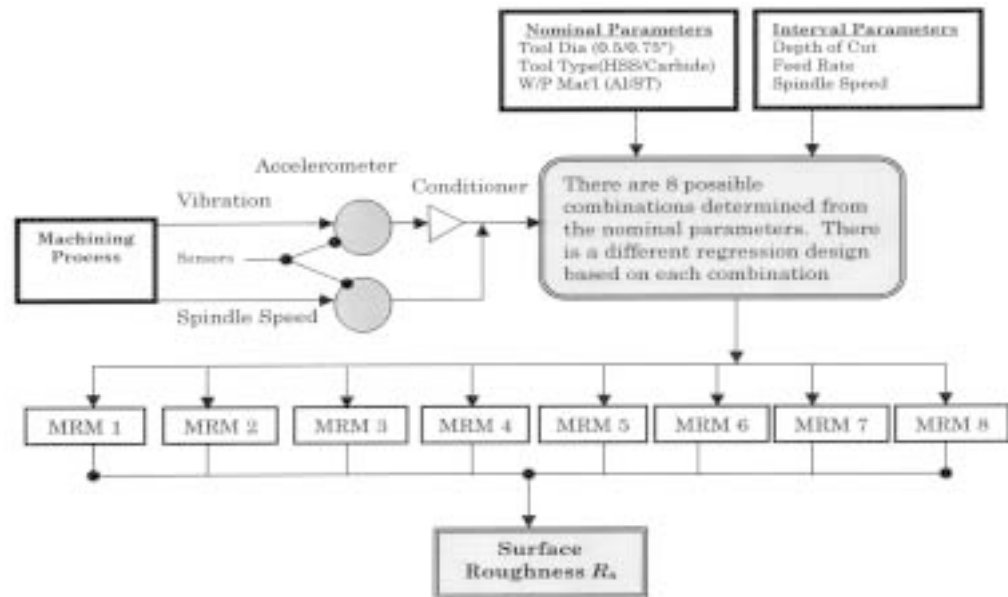 Nominal Parameters
Tool Dia (0.5/0.75")
Tool Type(HSS/Carbide)
W/P Mat'l (Al/ST)
Interval Parameters
Depth of Cut
Feed Rate
Spindle Speed
Accelerometer
Conditioner
Vibration
Machining
Process
Sensors
Spindle Speed
There are 8 possible
combinations determined from
the nominal parameters. There
is a different regression design
based on each combination
MRM 1
MRM 2
MRM 3
MRM 4
MRM 5
MRM 6
MRM 7
MRM 8
Surface
Roughness Ra